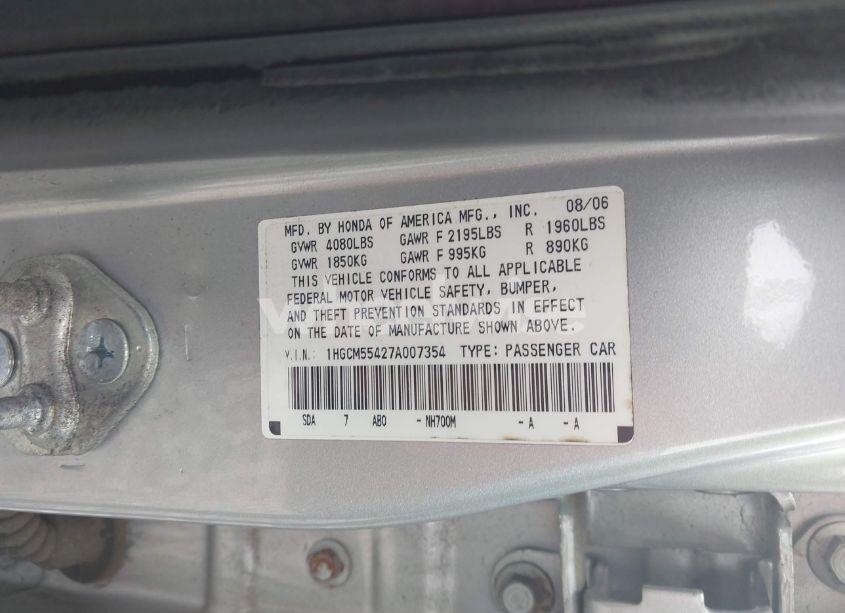 MFD. BY HONDA OF AMERICA MFG., INC. 08/06
GVWR 4080LBS GAWR F 2195LBS R 1960LBS
GVWR 1850KG GAWR F 995KG R 890KG
THIS VEHICLE CONFORMS TO ALL APPLICABLE
FEDERAL MOTOR VEHICLE SAFETY, BUMPER,
AND THEFT PREVENTION STANDARDS IN EFFECT
ON THE DATE OF MANUFACTURE SHOWN ABOVE.
V.I.N.: 1HGCM55427A007354 TYPE: PASSENGER CAR
SDA 7 AB0 - NH700M - A - A